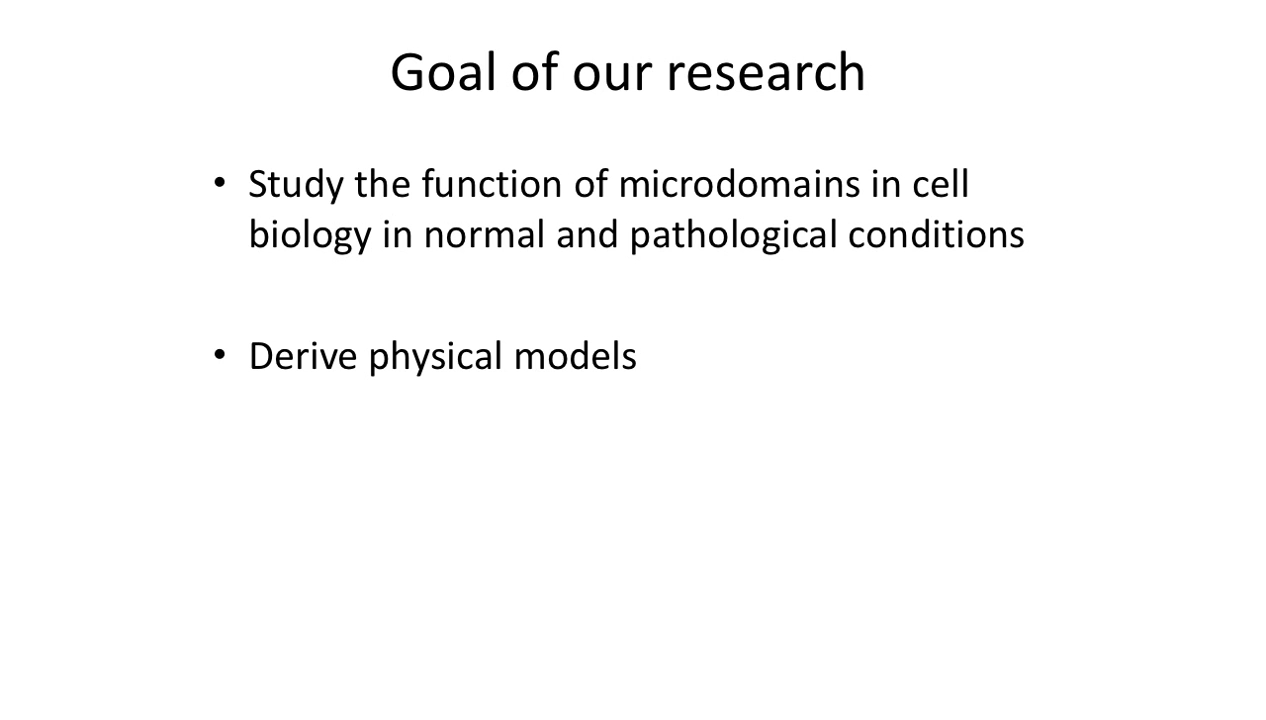 Goal of our research
• Study the function of microdomains in cell
biology in normal and pathological conditions
• Derive physical models